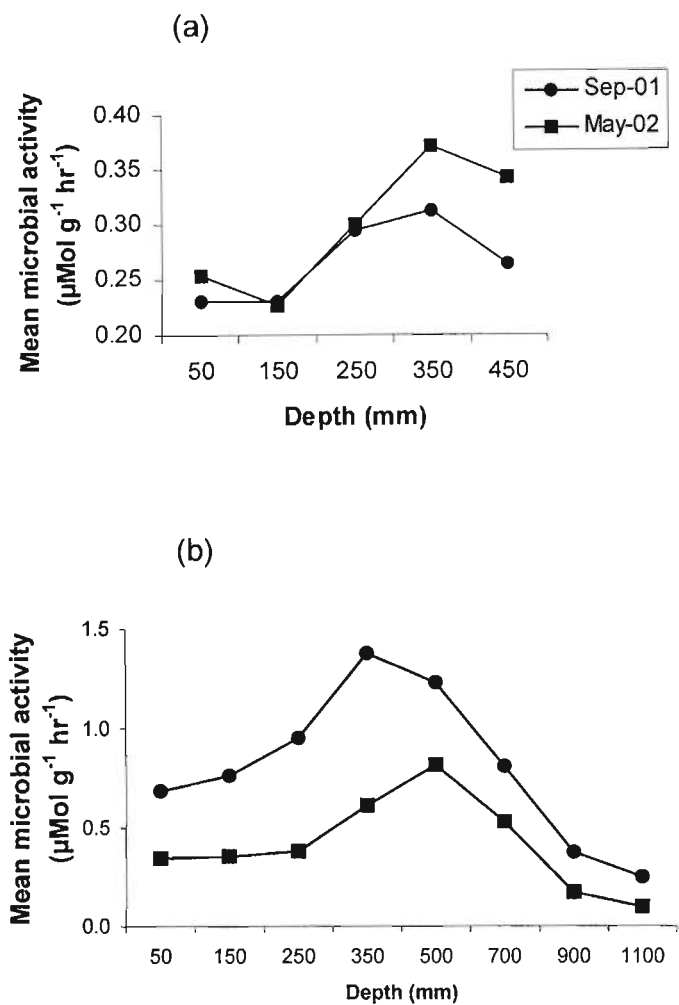 (a)
Sep-01
May-02
Mean microbial activity
(µMol g⁻¹ hr⁻¹)
0.40
0.35
0.30
0.25
0.20
50 150 250 350 450
Depth (mm)
(b)
Mean microbial activity
(µMol g⁻¹ hr⁻¹)
1.5
1.0
0.5
0.0
50 150 250 350 500 700 900 1100
Depth (mm)